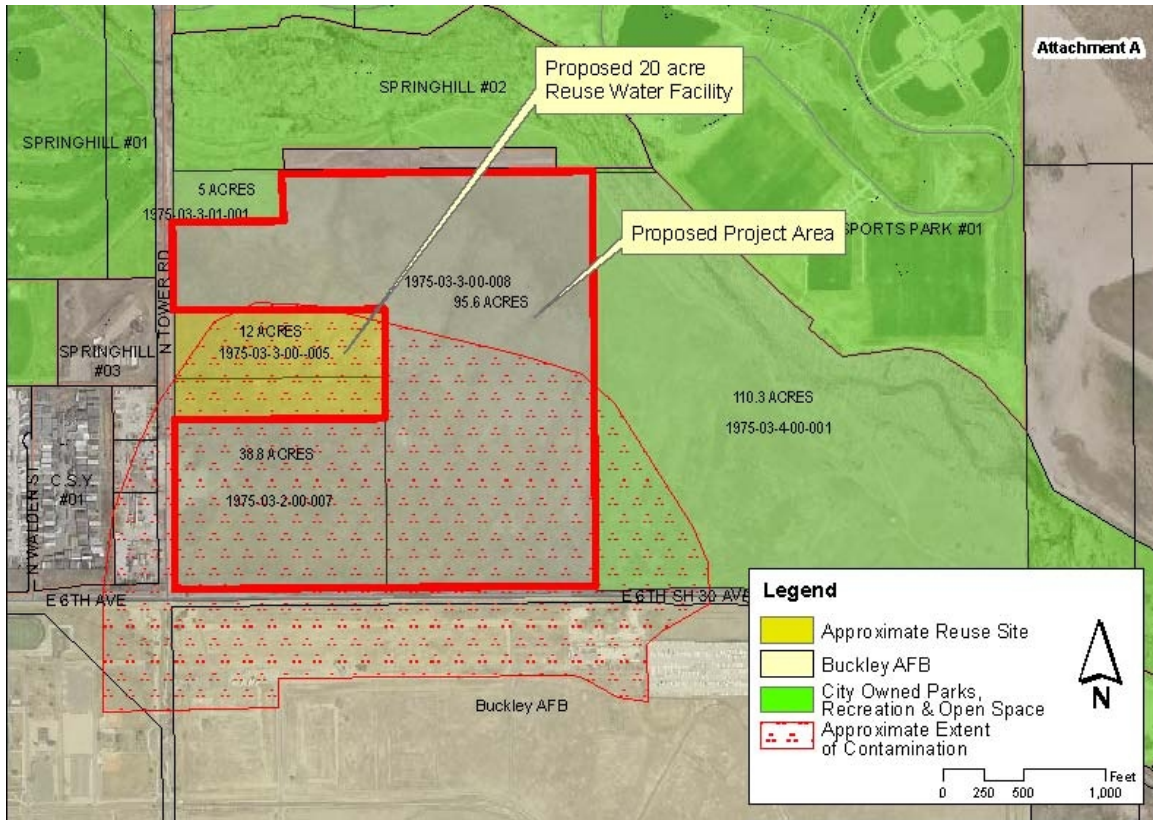 Attachment A
Proposed 20 acre
Reuse Water Facility
SPRINGHILL #02
SPRINGHILL #01
5 ACRES
1975-03-3-01-001
N TOWER RD
Proposed Project Area
SPORTS PARK #01
1975-03-3-00-008
95.6 ACRES
12 ACRES
1975-03-3-00--005
SPRINGHILL
#03
110.3 ACRES
1975-03-4-00-001
38.8 ACRES
1975-03-2-00-007
C.S.Y.
#01
N WALDEN ST
E 6TH AVE
E 6TH SH 30 AVE
Buckley AFB
Legend
Approximate Reuse Site
Buckley AFB
City Owned Parks,
Recreation & Open Space
Approximate Extent
of Contamination
N
Feet
0 250 500 1,000